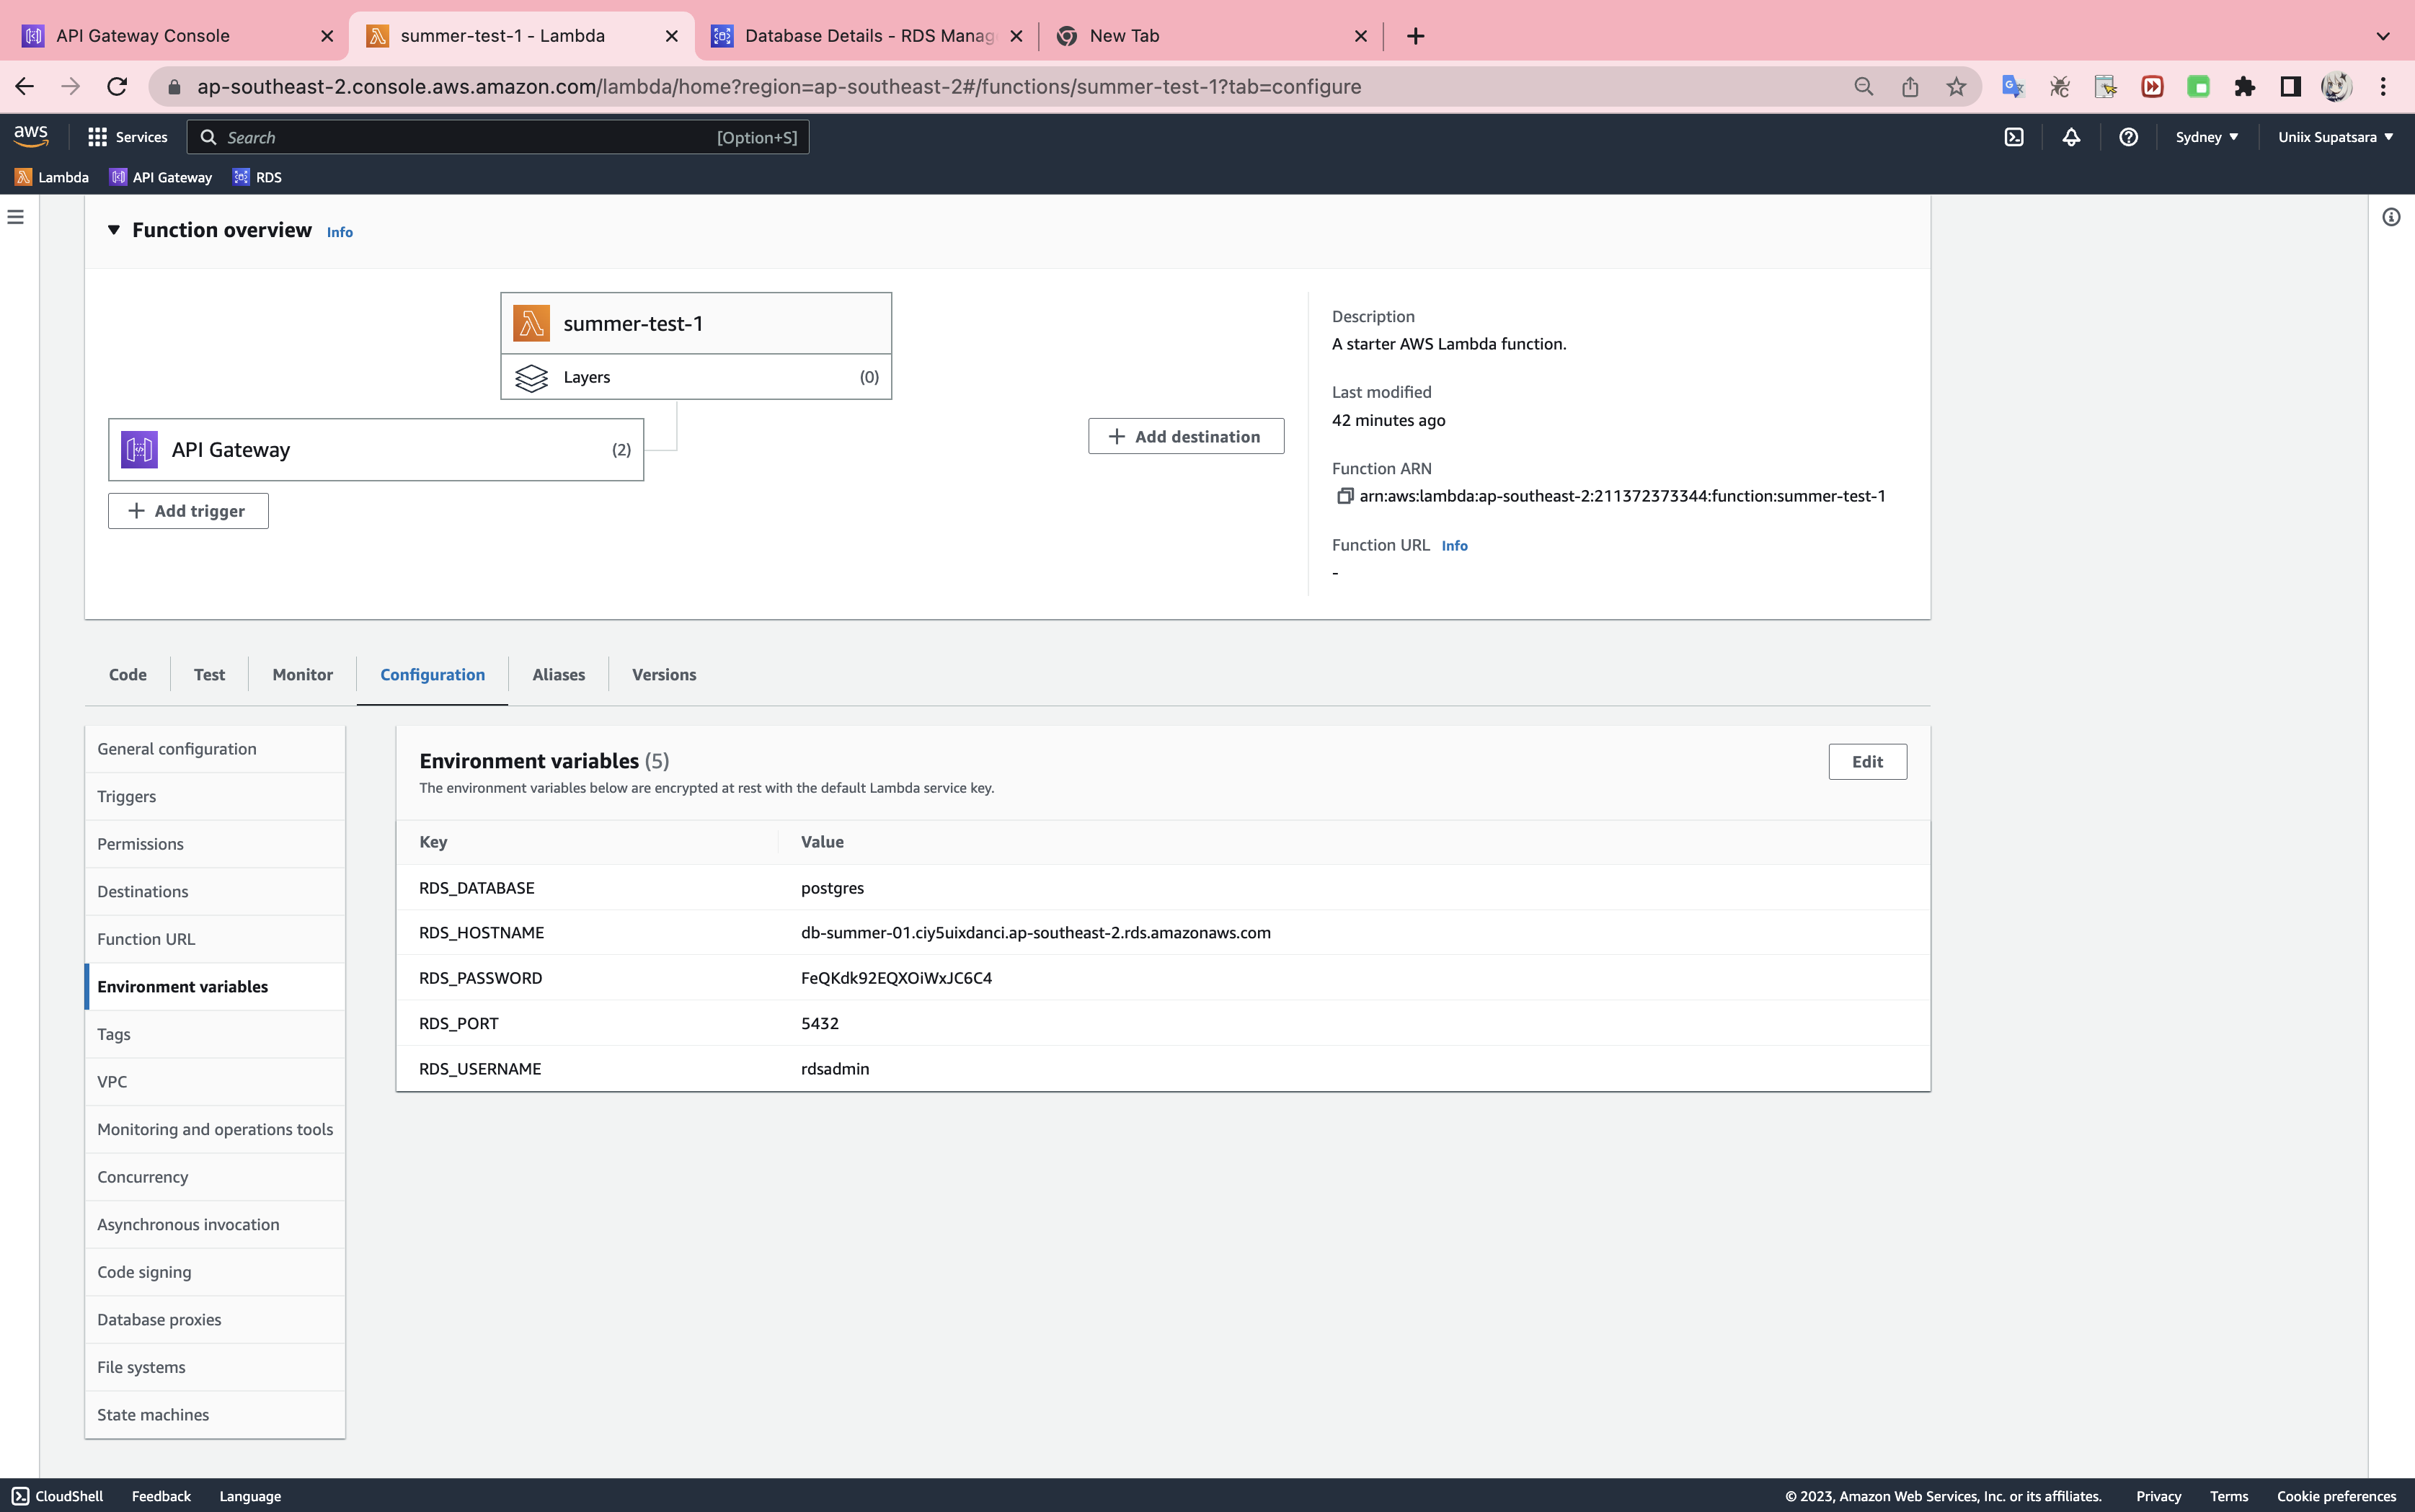 API Gateway Console
summer-test-1 - Lambda
Database Details - RDS Manag
New Tab
ap-southeast-2.console.aws.amazon.com/lambda/home?region=ap-southeast-2#/functions/summer-test-1?tab=configure
aws
Services
Search
[Option+S]
Sydney
Uniix Supatsara
Lambda
API Gateway
RDS
Function overview Info
summer-test-1
Layers (0)
API Gateway (2)
Add trigger
Add destination
Description
A starter AWS Lambda function.
Last modified
42 minutes ago
Function ARN
arn:aws:lambda:ap-southeast-2:211372373344:function:summer-test-1
Function URL Info
-
Code
Test
Monitor
Configuration
Aliases
Versions
General configuration
Triggers
Permissions
Destinations
Function URL
Environment variables
Tags
VPC
Monitoring and operations tools
Concurrency
Asynchronous invocation
Code signing
Database proxies
File systems
State machines
Environment variables (5)
Edit
The environment variables below are encrypted at rest with the default Lambda service key.
Key Value
RDS_DATABASE postgres
RDS_HOSTNAME db-summer-01.ciy5uixdanci.ap-southeast-2.rds.amazonaws.com
RDS_PASSWORD FeQKdk92EQXOiWxJC6C4
RDS_PORT 5432
RDS_USERNAME rdsadmin
CloudShell
Feedback
Language
© 2023, Amazon Web Services, Inc. or its affiliates.
Privacy
Terms
Cookie preferences